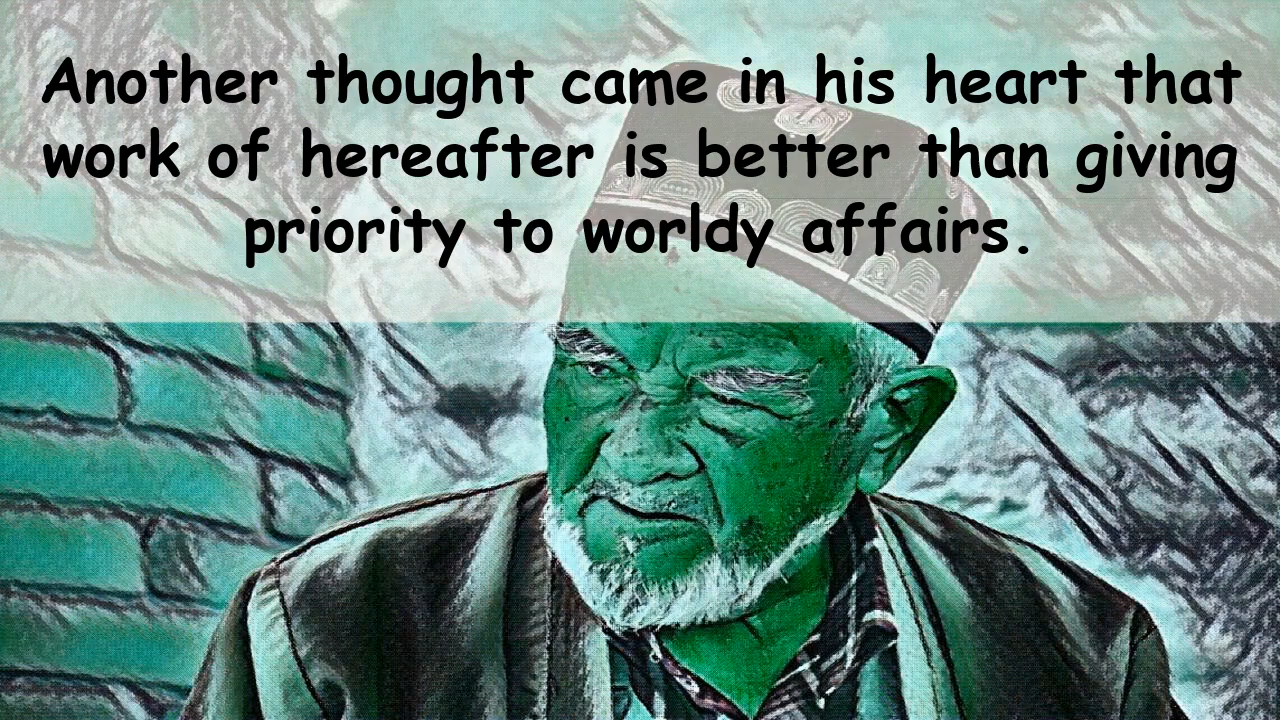 Another thought came in his heart that
work of hereafter is better than giving
priority to worldy affairs.